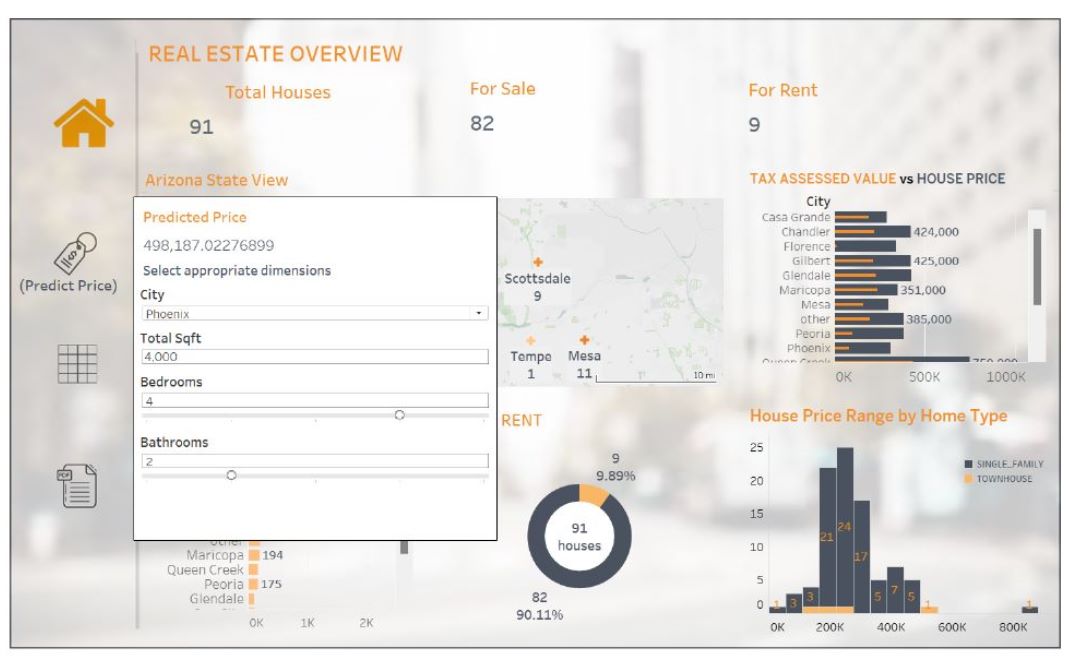 REAL ESTATE OVERVIEW
Total Houses
91
For Sale
82
For Rent
9
(Predict Price)
PDF
Arizona State View
Predicted Price
498,187.02276899
Select appropriate dimensions
City
Phoenix
Total Sqft
4,000
Bedrooms
4
Bathrooms
2
Scottsdale
9
Tempe
1
Mesa
11
10 mi
TAX ASSESSED VALUE vs HOUSE PRICE
City
Casa Grande
Chandler 424,000
Florence
Gilbert 425,000
Glendale
Maricopa 351,000
Mesa
other 385,000
Peoria
Phoenix
Queen Creek 750,000
0K 500K 1000K
RENT
9
9.89%
91
houses
82
90.11%
other
Maricopa 194
Queen Creek
Peoria 175
Glendale
0K 1K 2K
House Price Range by Home Type
25
20
15
10
5
0
SINGLE_FAMILY
TOWNHOUSE
1 3 3 21 24 17 5 7 5 1 1
0K 200K 400K 600K 800K